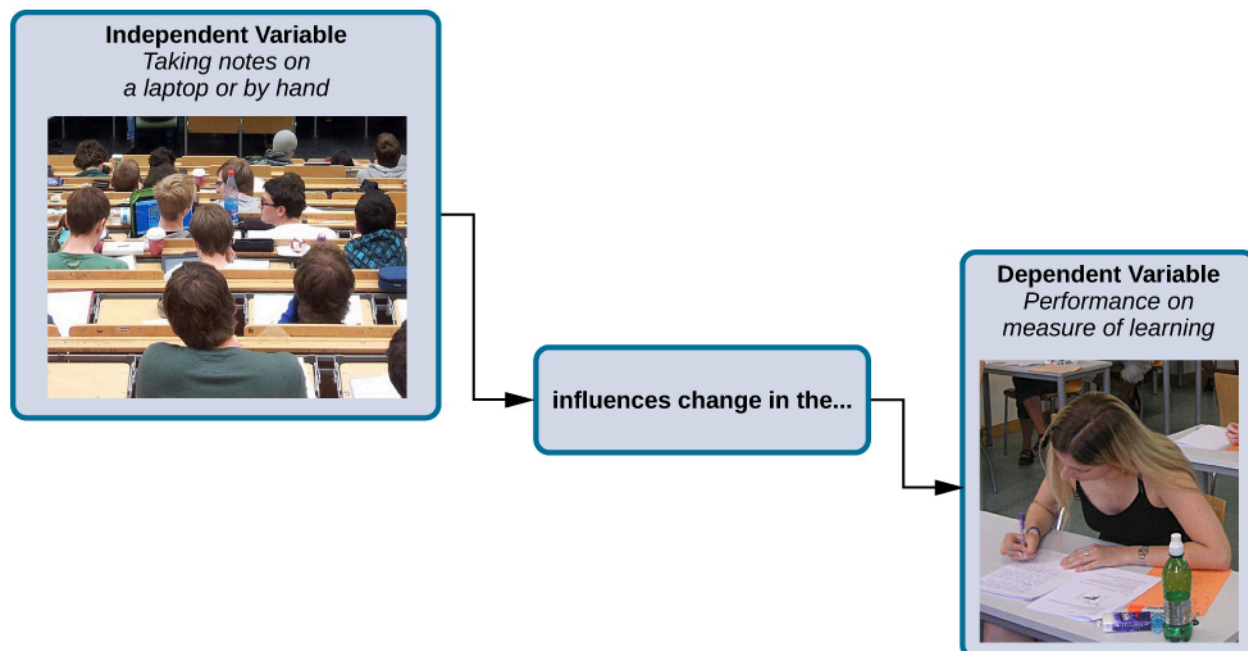 Independent Variable
Taking notes on
a laptop or by hand
influences change in the...
Dependent Variable
Performance on
measure of learning